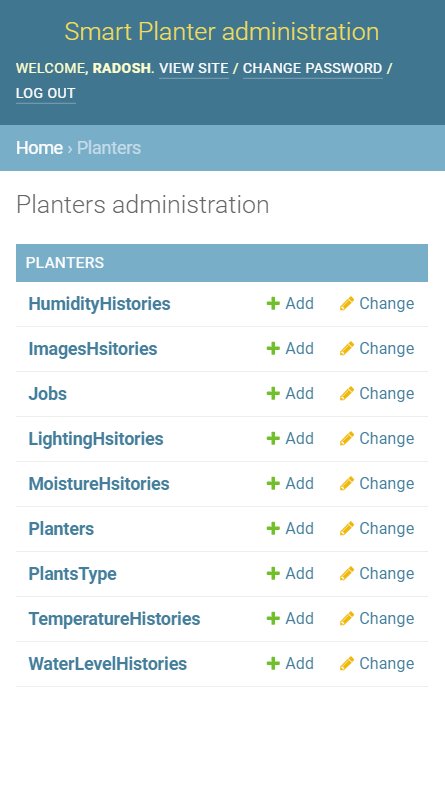 Smart Planter administration
WELCOME, RADOSH. VIEW SITE / CHANGE PASSWORD /
LOG OUT
Home › Planters
Planters administration
PLANTERS
HumidityHistories Add Change
ImagesHsitories Add Change
Jobs Add Change
LightingHsitories Add Change
MoistureHsitories Add Change
Planters Add Change
PlantsType Add Change
TemperatureHistories Add Change
WaterLevelHistories Add Change